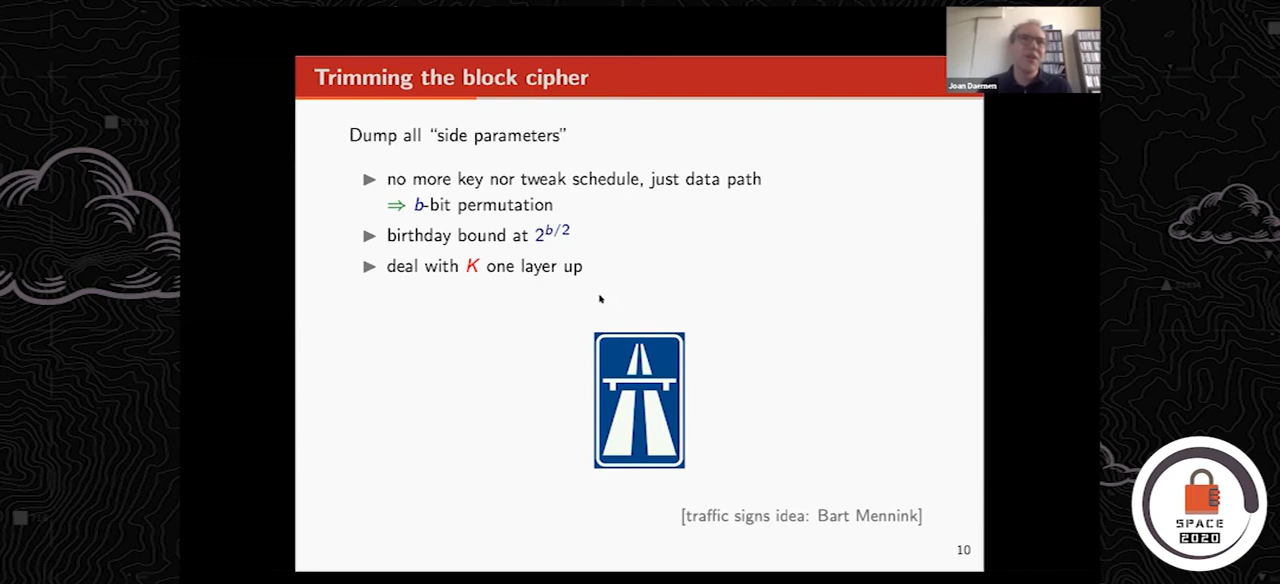 Trimming the block cipher
Joan Daemen
Dump all “side parameters”
▶ no more key nor tweak schedule, just data path
⇒ b-bit permutation
▶ birthday bound at 2^{b/2}
▶ deal with K one layer up
[traffic signs idea: Bart Mennink]
10
SPACE
2020